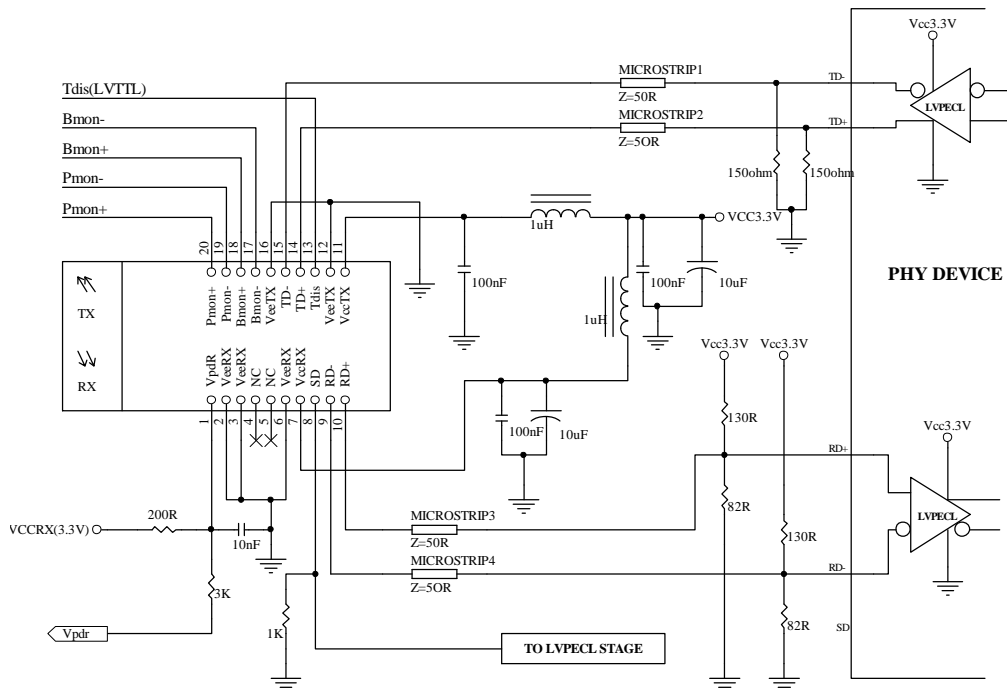 Vcc3.3V
MICROSTRIP1
TD-
Z=50R
Tdis(LVTTL)
LVPECL
Bmon-
MICROSTRIP2
TD+
Z=5OR
Bmon+
Pmon-
150ohm
150ohm
Pmon+
VCC3.3V
1uH
20
19
18
17
16
15
14
13
12
11
100nF
100nF
10uF
PHY DEVICE
Pmon+
Pmon-
Bmon+
Bmon-
VeeTX
TD-
TD+
Tdis
VeeTX
VccTX
TX
1uH
Vcc3.3V
Vcc3.3V
RX
VpdR
VeeRX
VeeRX
NC
NC
VeeRX
VccRX
SD
RD-
RD+
1
2
3
4
5
6
7
8
9
10
100nF
10uF
130R
Vcc3.3V
RD+
82R
LVPECL
VCCRX(3.3V)
200R
10nF
MICROSTRIP3
Z=50R
130R
MICROSTRIP4
RD-
Z=5OR
3K
Vpdr
1K
TO LVPECL STAGE
82R
SD